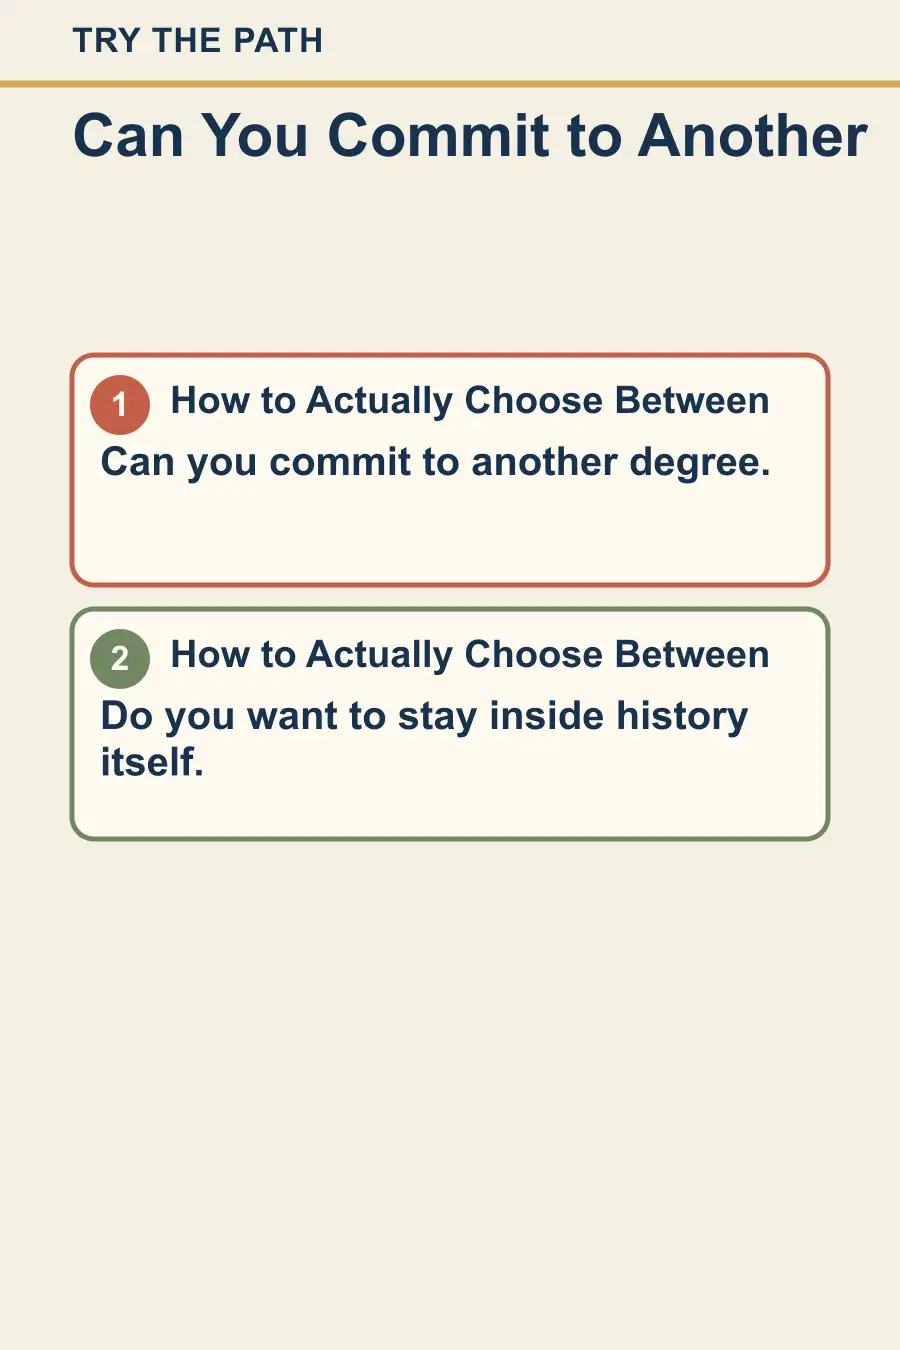 TRY THE PATH
Can You Commit to Another
1
How to Actually Choose Between
Can you commit to another degree.
2
How to Actually Choose Between
Do you want to stay inside history
itself.